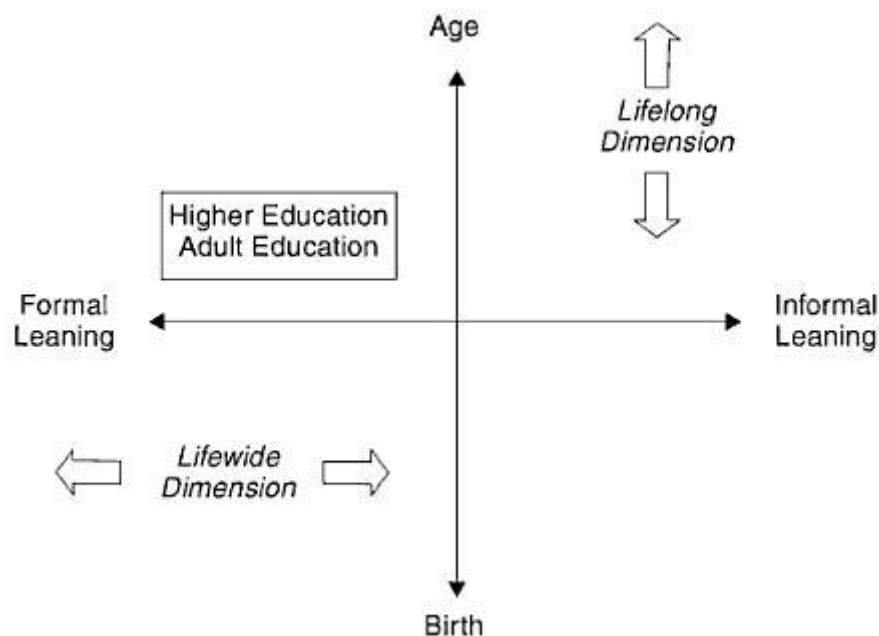 Age
Lifelong
Dimension
Higher Education
Adult Education
Formal
Leaning
Informal
Leaning
Lifewide
Dimension
Birth